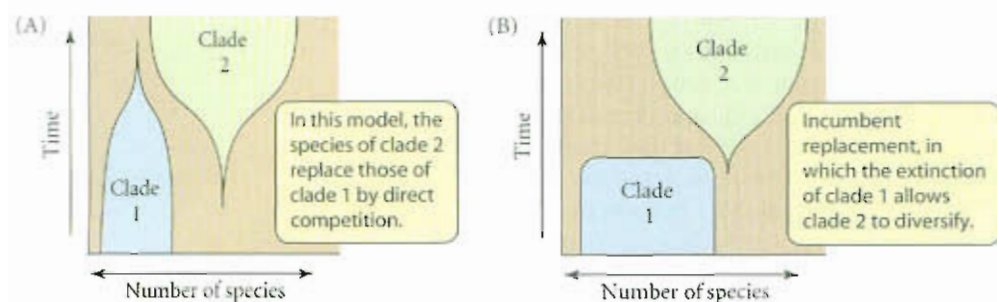 (A)
Time
Clade
2
Clade
1
In this model, the
species of clade 2
replace those of
clade 1 by direct
competition.
Number of species
(B)
Time
Clade
2
Clade
1
Incumbent
replacement, in
which the extinction
of clade 1 allows
clade 2 to diversify.
Number of species